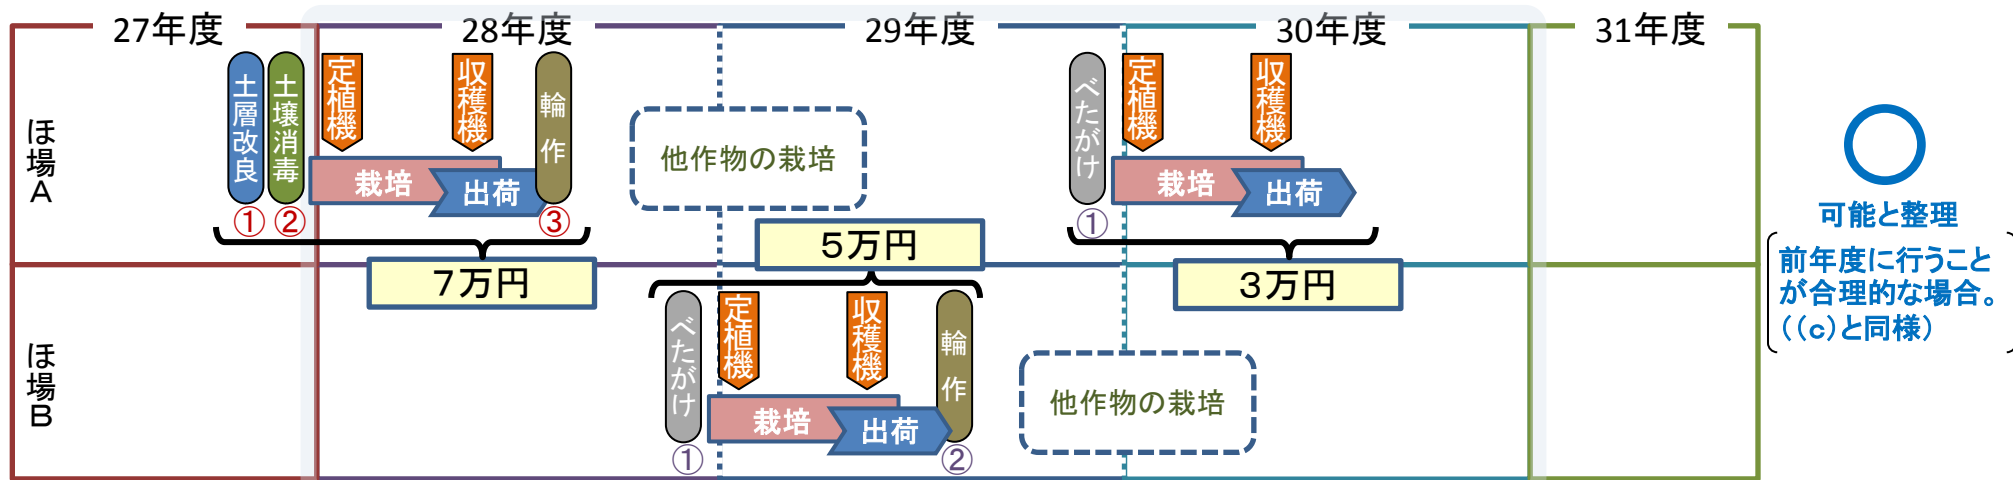 27年度
28年度
29年度
30年度
31年度
ほ場A
土層改良
土壌消毒
定植機
収穫機
輪作
栽培
出荷
①
②
③
7万円
他作物の栽培
べたがけ
定植機
収穫機
栽培
出荷
①
3万円
ほ場B
5万円
べたがけ
定植機
収穫機
輪作
栽培
出荷
①
②
他作物の栽培
可能と整理
前年度に行うこと
が合理的な場合。
((c)と同様)